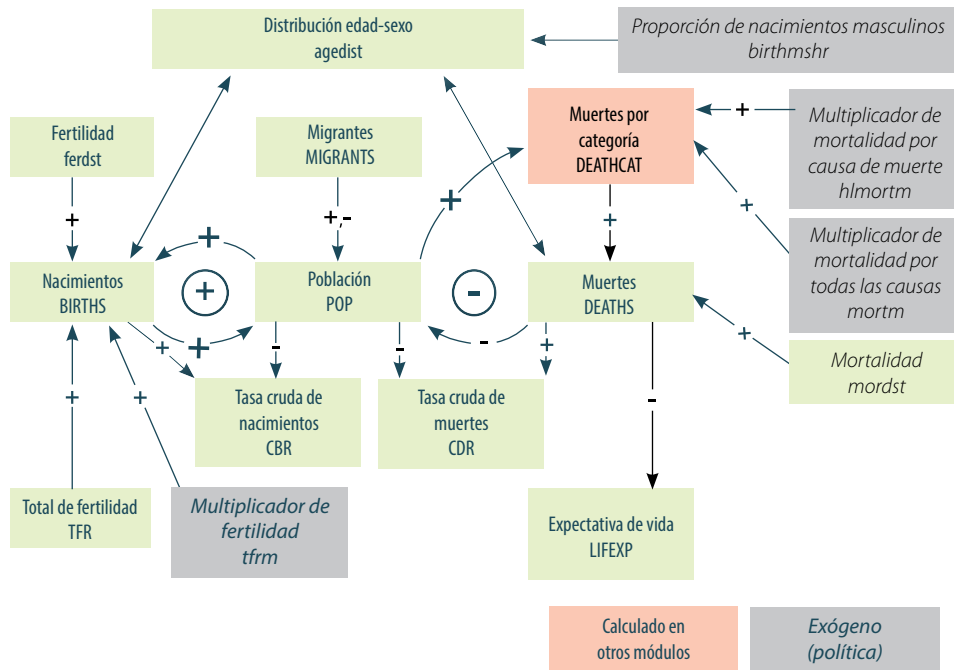 Distribución edad-sexo
agedist
Proporción de nacimientos masculinos
birthmshr
Fertilidad
ferdst
Migrantes
MIGRANTS
Muertes por
categoría
DEATHCAT
+
Multiplicador de
mortalidad por
causa de muerte
hlmortm
+
+
+,-
+
+
+
Multiplicador de
mortalidad por
todas las causas
mortm
Nacimientos
BIRTHS
+
Población
POP
-
Muertes
DEATHS
+
+
+
-
-
-
+
Mortalidad
mordst
+
+
Tasa cruda de
nacimientos
CBR
Tasa cruda de
muertes
CDR
-
Total de fertilidad
TFR
Multiplicador de
fertilidad
tfrm
Expectativa de vida
LIFEXP
Calculado en
otros módulos
Exógeno
(política)